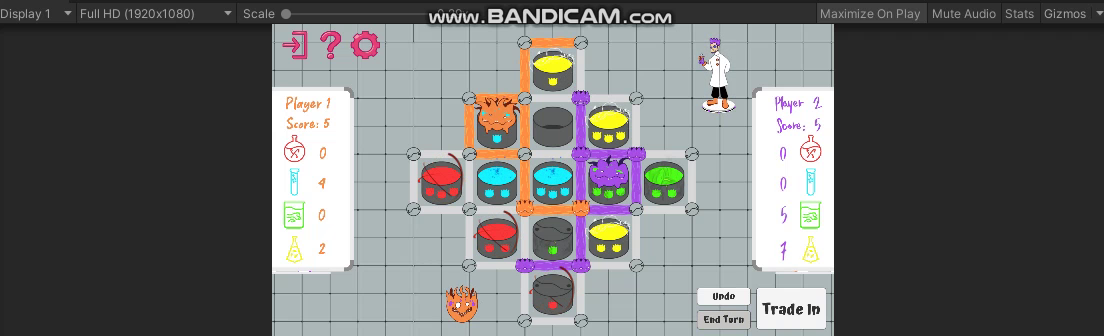 Display 1
Full HD (1920x1080)
Scale
www.BANDICAM.com
Maximize On Play
Mute Audio
Stats
Gizmos
?
Player 1
Score: 5
0
4
0
2
Player 2
Score: 5
0
0
5
7
Undo
End Turn
Trade In